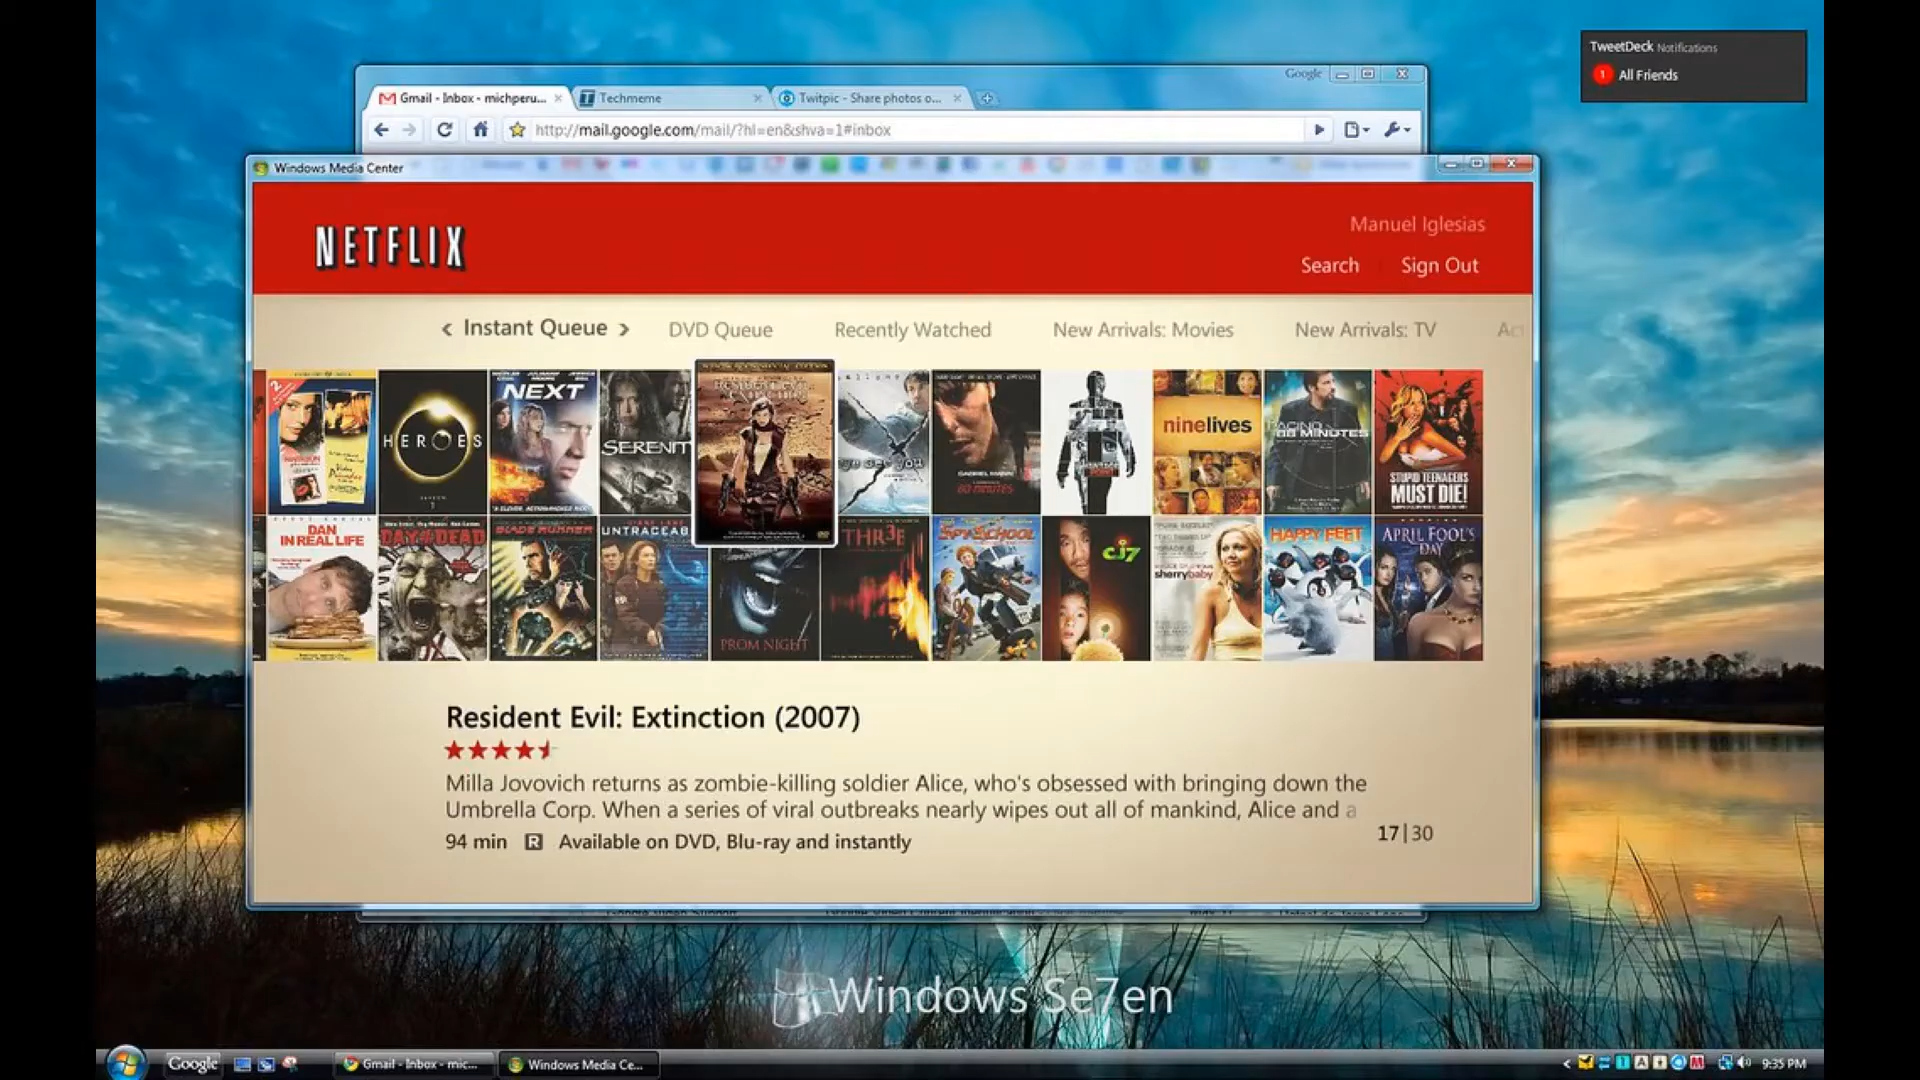 TweetDeck Notifications
1 All Friends
Google
Gmail - Inbox - michperu...
Techmeme
Twitpic - Share photos o...
http://mail.google.com/mail/?hl=en&shva=1#inbox
Windows Media Center
NETFLIX
Manuel Iglesias
Search
Sign Out
< Instant Queue >
DVD Queue
Recently Watched
New Arrivals: Movies
New Arrivals: TV
HEROES
NEXT
SERENIT
RESIDENT EVIL
EXTINCTION
ninelives
88 MINUTES
STUPID TEENAGERS
MUST DIE!
DAN
IN REAL LIFE
DAY OF THE DEAD
BLADE RUNNER
UNTRACEAB
PROM NIGHT
THR3E
SPY SCHOOL
cj7
sherrybaby
HAPPY FEET
APRIL FOOL'S
DAY
Resident Evil: Extinction (2007)
Milla Jovovich returns as zombie-killing soldier Alice, who's obsessed with bringing down the
Umbrella Corp. When a series of viral outbreaks nearly wipes out all of mankind, Alice and a
94 min R Available on DVD, Blu-ray and instantly
17|30
Windows Se7en
Google
Gmail - Inbox - mic...
Windows Media Ce...
9:35 PM